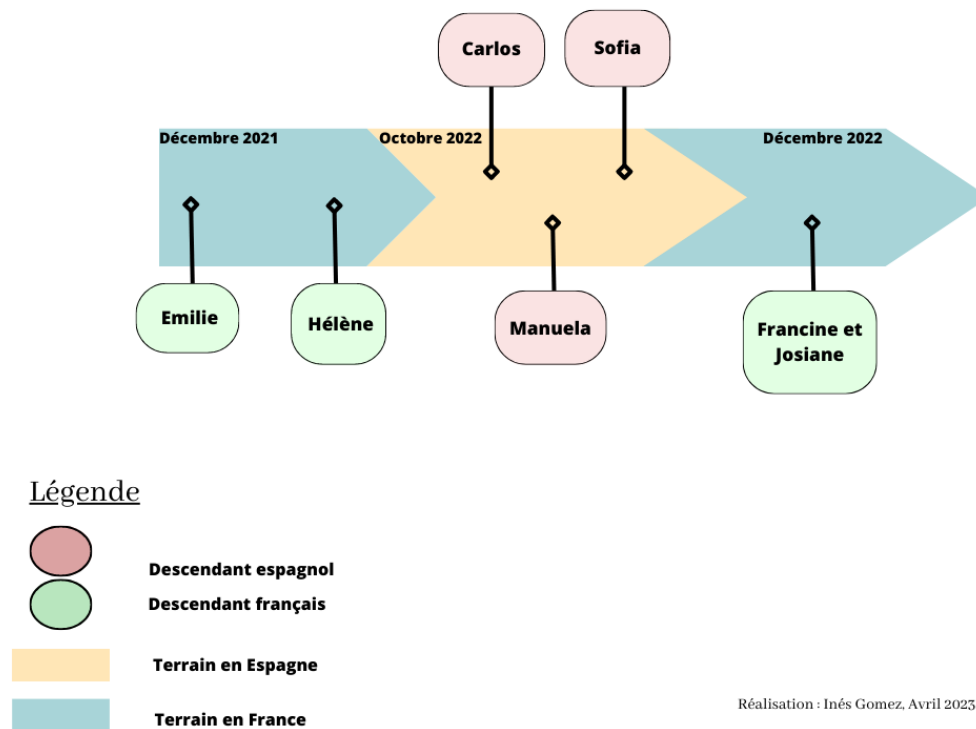 Carlos
Sofia
Décembre 2021
Octobre 2022
Décembre 2022
Emilie
Hélène
Manuela
Francine et
Josiane
Légende
Descendant espagnol
Descendant français
Terrain en Espagne
Terrain en France
Réalisation : Inés Gomez, Avril 2023